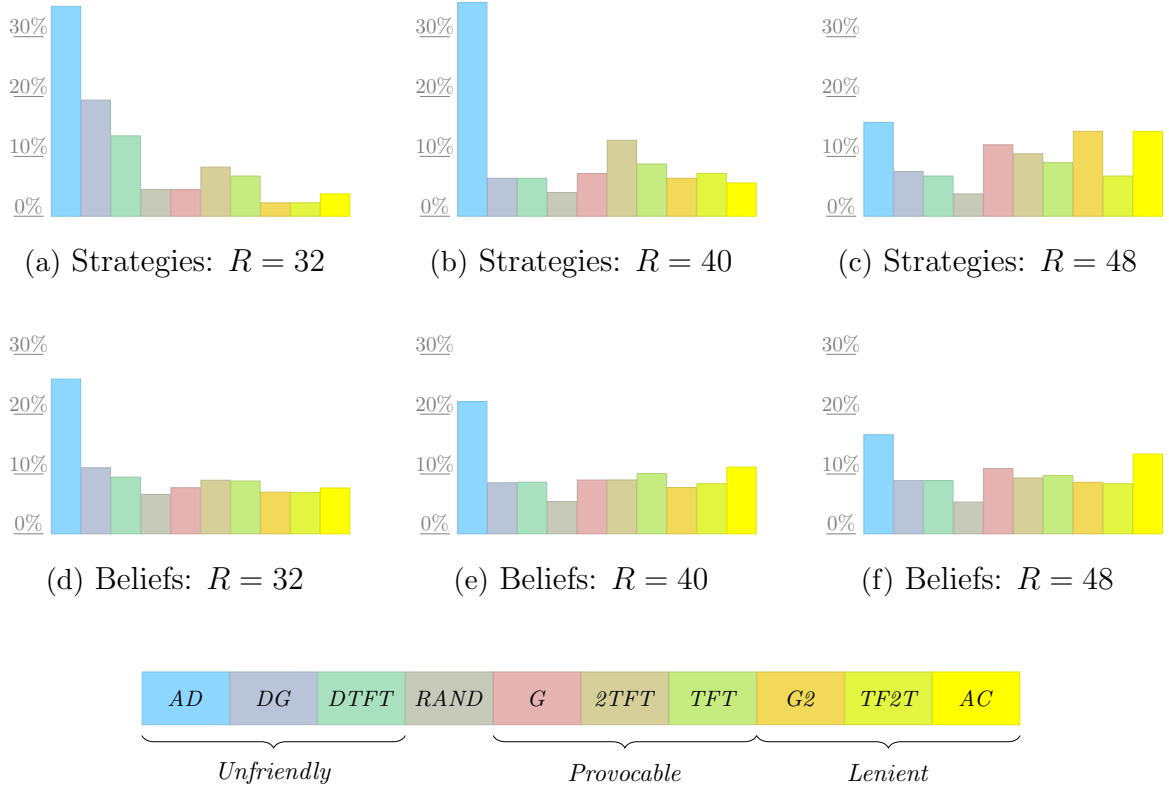 30% 30% 30%
20% 20% 20%
10% 10% 10%
0% 0% 0%
(a) Strategies: R = 32 (b) Strategies: R = 40 (c) Strategies: R = 48
30% 30% 30%
20% 20% 20%
10% 10% 10%
0% 0% 0%
(d) Beliefs: R = 32 (e) Beliefs: R = 40 (f) Beliefs: R = 48
AD DG DTFT RAND G 2TFT TFT G2 TF2T AC
Unfriendly Provocable Lenient